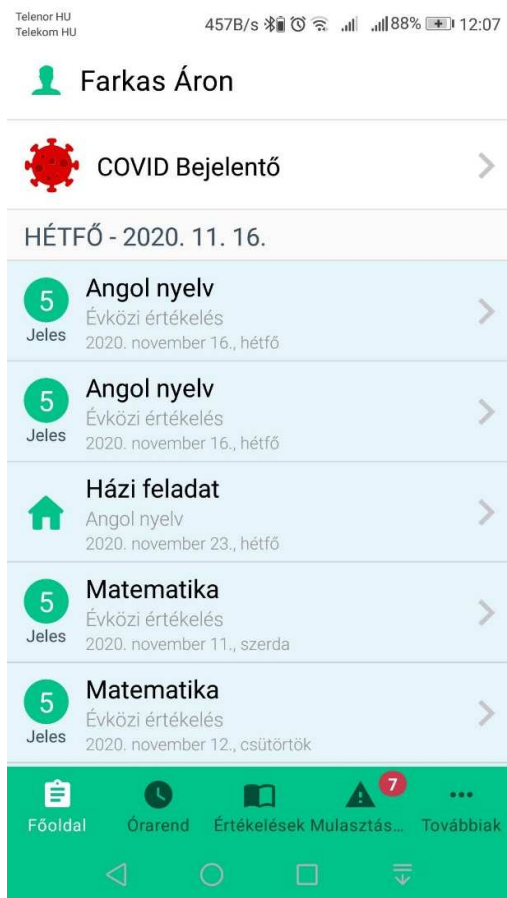 Telenor HU
Telekom HU
457B/s 88% 12:07
Farkas Áron
COVID Bejelentő
HÉTFŐ - 2020. 11. 16.
5 Angol nyelv
Évközi értékelés
Jeles
2020. november 16., hétfő
5 Angol nyelv
Évközi értékelés
Jeles
2020. november 16., hétfő
Házi feladat
Angol nyelv
2020. november 23., hétfő
5 Matematika
Évközi értékelés
Jeles
2020. november 11., szerda
5 Matematika
Évközi értékelés
Jeles
2020. november 12., csütörtök
7
Főoldal Órarend Értékelések Mulasztás... Továbbiak